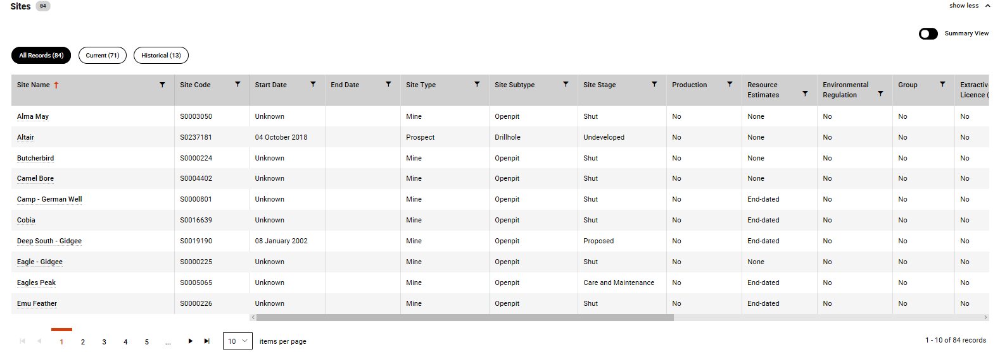 Sites 84 show less
Summary View
All Records (84) Current (71) Historical (13)
Site Name Site Code Start Date End Date Site Type Site Subtype Site Stage Production Resource Estimates Environmental Regulation Group Extractiv Licence (
Alma May S0003050 Unknown Mine Openpit Shut No None No No No
Altair S0237181 04 October 2018 Prospect Drillhole Undeveloped No None No No No
Butcherbird S0000224 Unknown Mine Openpit Shut No None No No No
Camel Bore S0004402 Unknown Mine Openpit Shut No None No No No
Camp - German Well S0000801 Unknown Mine Openpit Shut No End-dated No No No
Cobia S0016639 Unknown Mine Openpit Shut No End-dated No No No
Deep South - Gidgee S0019190 08 January 2002 Mine Openpit Proposed No End-dated No No No
Eagle - Gidgee S0000225 Unknown Mine Openpit Shut No None No No No
Eagles Peak S0005065 Unknown Mine Openpit Care and Maintenance No End-dated No No No
Emu Feather S0000226 Unknown Mine Openpit Shut No End-dated No No No
1 2 3 4 5 ... 10 items per page 1 - 10 of 84 records